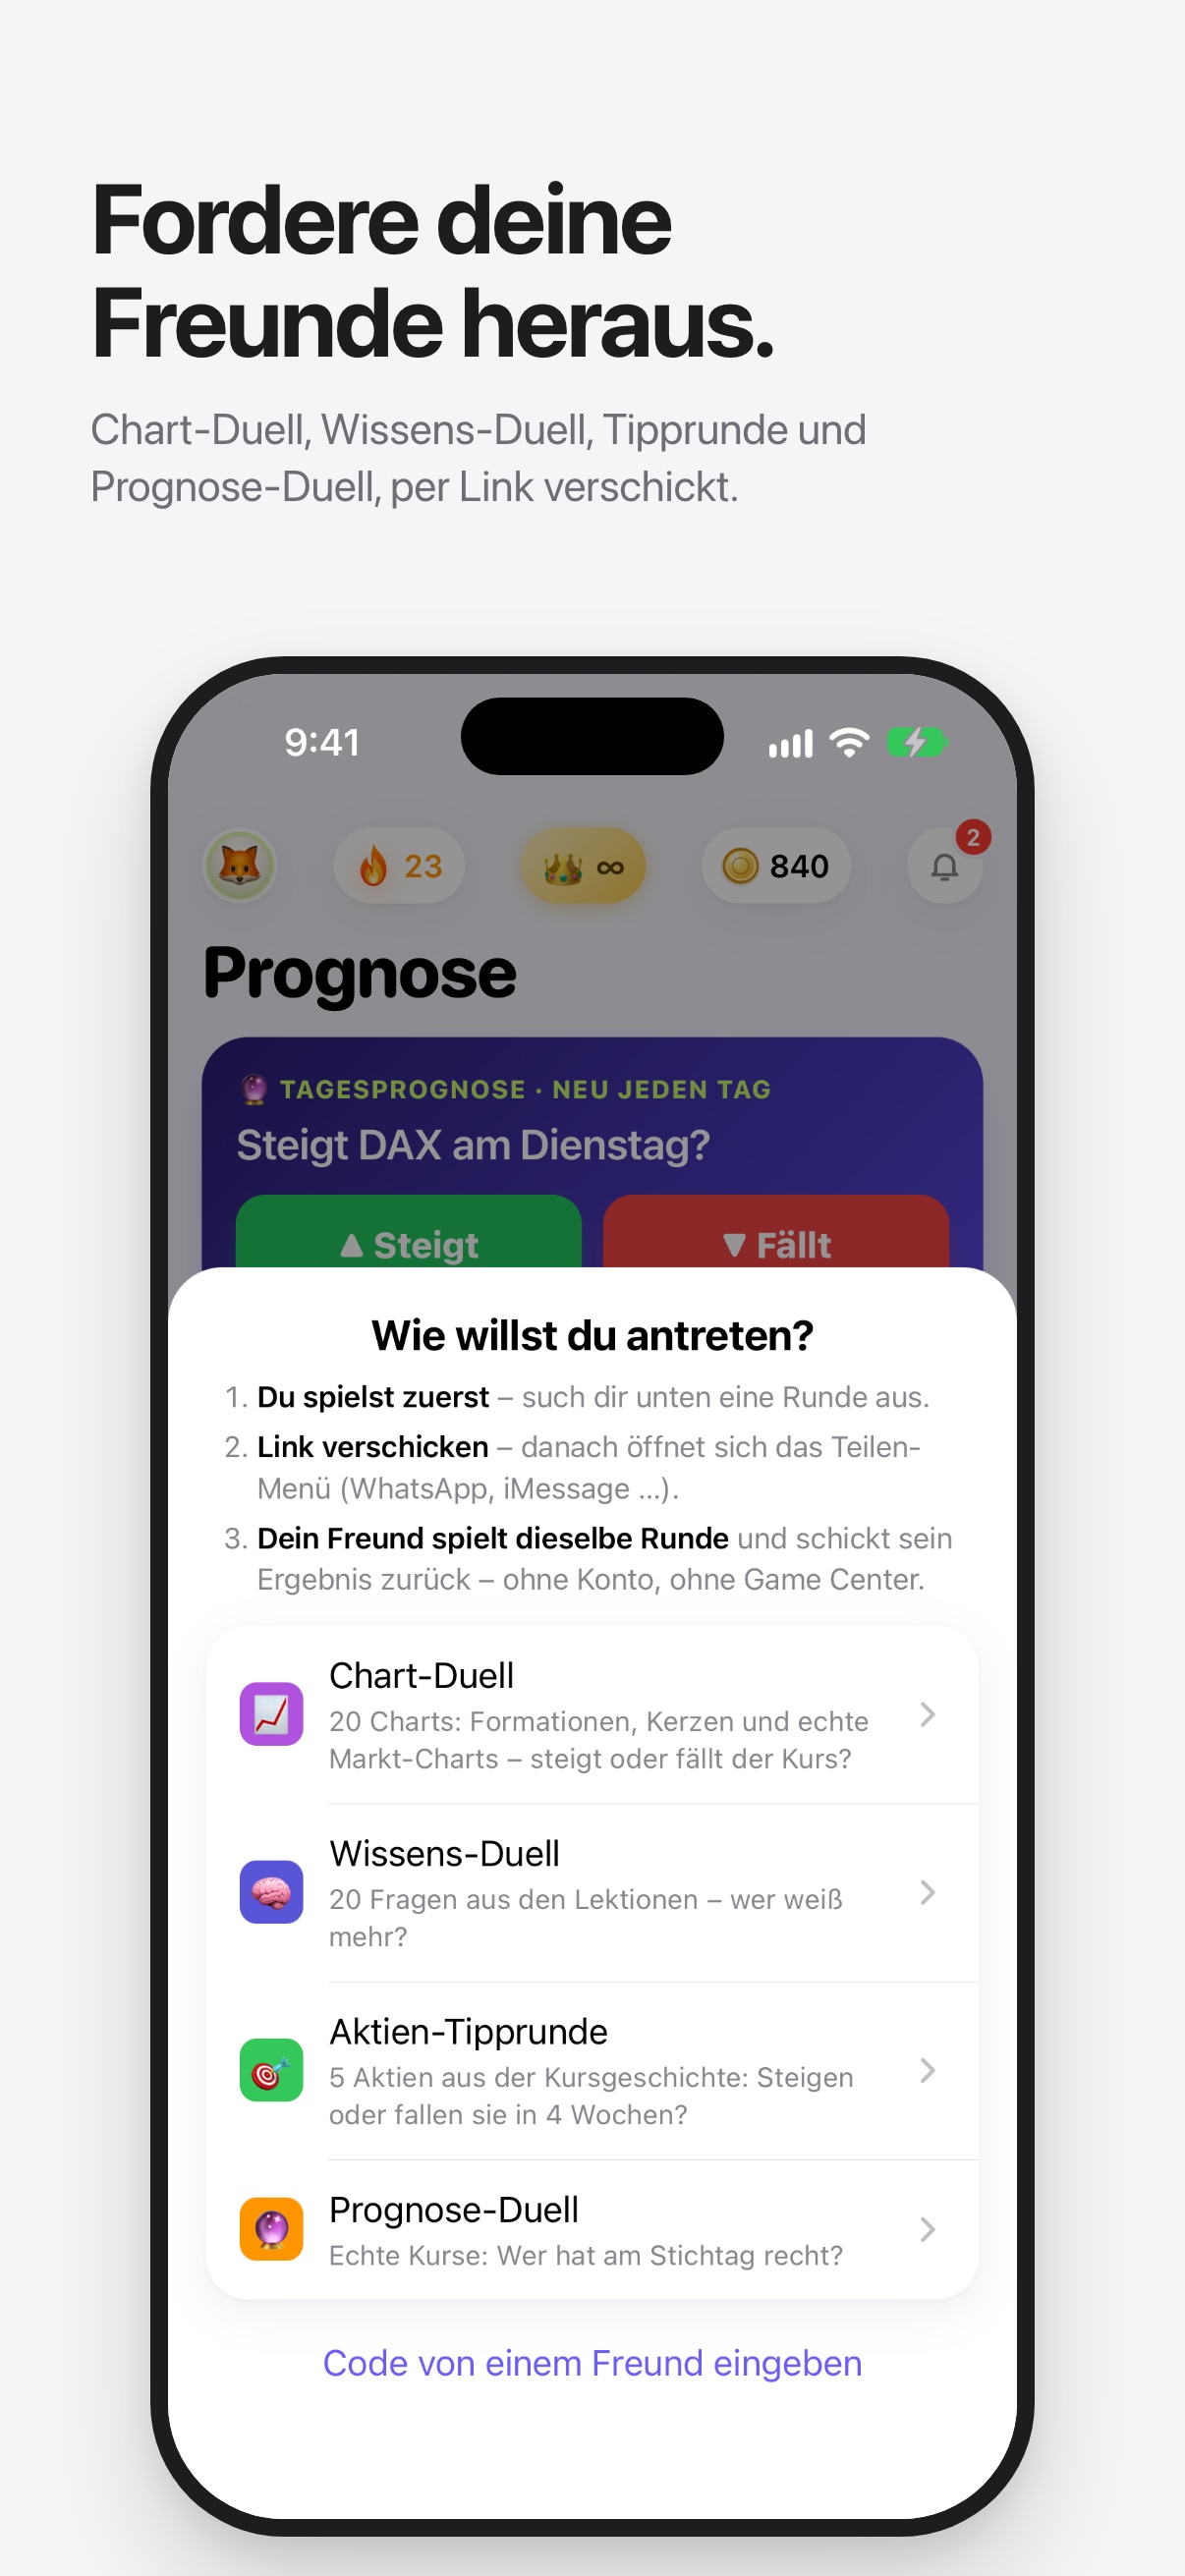 Fordere deine
Freunde heraus.
Chart-Duell, Wissens-Duell, Tipprunde und
Prognose-Duell, per Link verschickt.
9:41
23
∞
840
2
Prognose
TAGESPROGNOSE · NEU JEDEN TAG
Steigt DAX am Dienstag?
▲ Steigt
▼ Fällt
Wie willst du antreten?
1. Du spielst zuerst – such dir unten eine Runde aus.
2. Link verschicken – danach öffnet sich das Teilen-
Menü (WhatsApp, iMessage ...).
3. Dein Freund spielt dieselbe Runde und schickt sein
Ergebnis zurück – ohne Konto, ohne Game Center.
Chart-Duell
20 Charts: Formationen, Kerzen und echte
Markt-Charts – steigt oder fällt der Kurs?
Wissens-Duell
20 Fragen aus den Lektionen – wer weiß
mehr?
Aktien-Tipprunde
5 Aktien aus der Kursgeschichte: Steigen
oder fallen sie in 4 Wochen?
Prognose-Duell
Echte Kurse: Wer hat am Stichtag recht?
Code von einem Freund eingeben